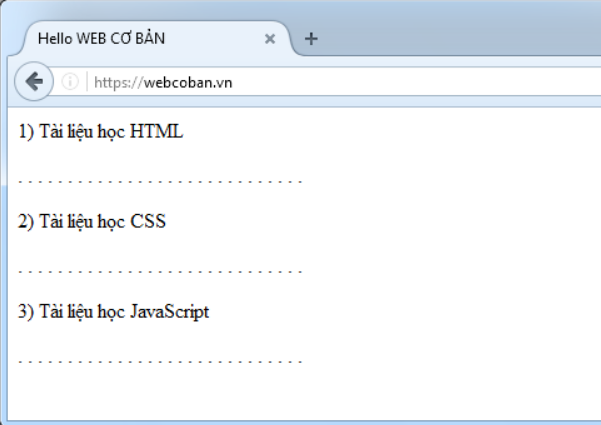 Hello WEB CƠ BẢN
https://webcoban.vn
1) Tài liệu học HTML
- - - - - - - - - - - - - - - - - - - - - - - - - - - - -
2) Tài liệu học CSS
- - - - - - - - - - - - - - - - - - - - - - - - - - - - -
3) Tài liệu học JavaScript
- - - - - - - - - - - - - - - - - - - - - - - - - - - - -